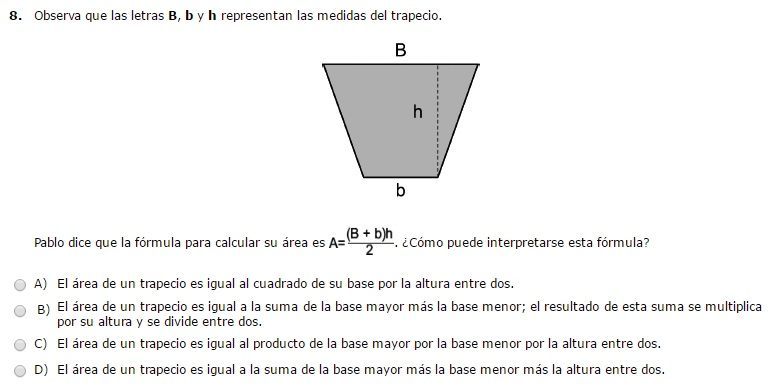 8. Observa que las letras B, b y h representan las medidas del trapecio.
B
h
b
Pablo dice que la fórmula para calcular su área es A=(B + b)h/2. ¿Cómo puede interpretarse esta fórmula?
A) El área de un trapecio es igual al cuadrado de su base por la altura entre dos.
B) El área de un trapecio es igual a la suma de la base mayor más la base menor; el resultado de esta suma se multiplica
por su altura y se divide entre dos.
C) El área de un trapecio es igual al producto de la base mayor por la base menor por la altura entre dos.
D) El área de un trapecio es igual a la suma de la base mayor más la base menor más la altura entre dos.